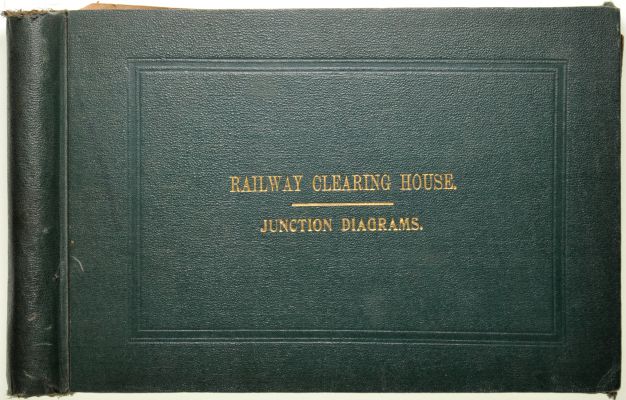 RAILWAY CLEARING HOUSE.
JUNCTION DIAGRAMS.